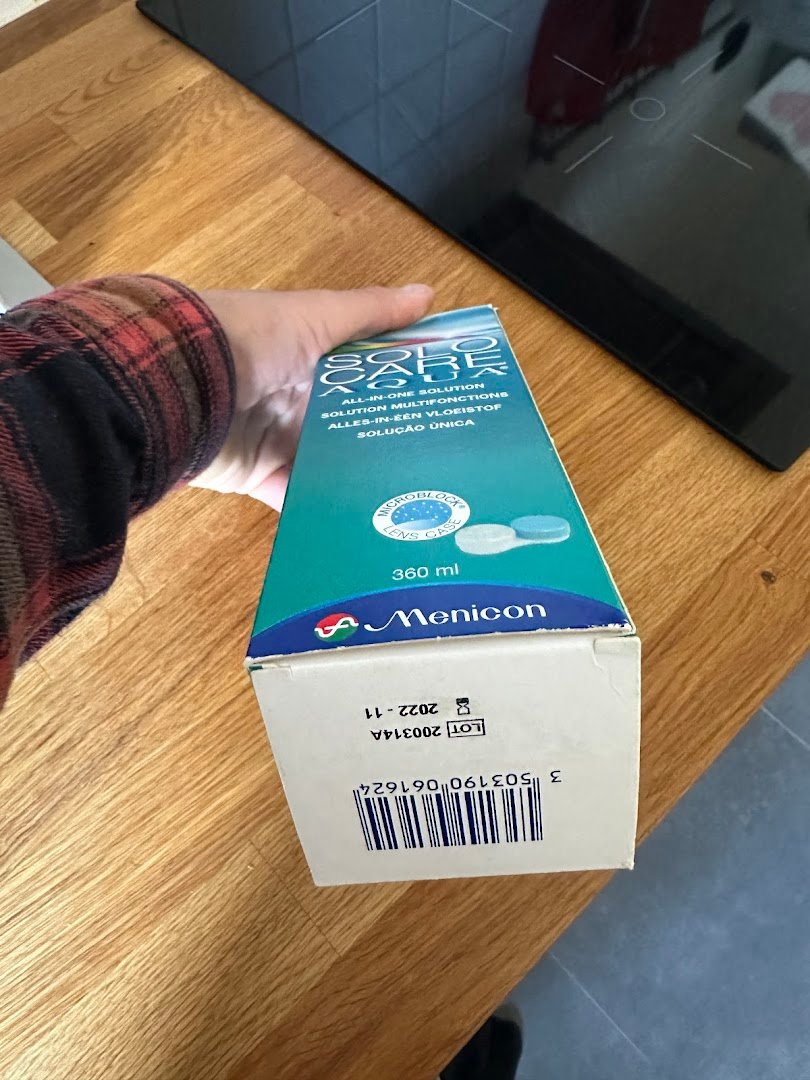 SOLO
CARE
AQUA®
ALL-IN-ONE SOLUTION
SOLUTION MULTIFONCTIONS
ALLES-IN-ÉÉN VLOEISTOF
SOLUÇÃO ÚNICA
MICROBLOCK®
LENS CASE
360 ml
Menicon
3 503190 061624
LOT 200314A
2022 - 11